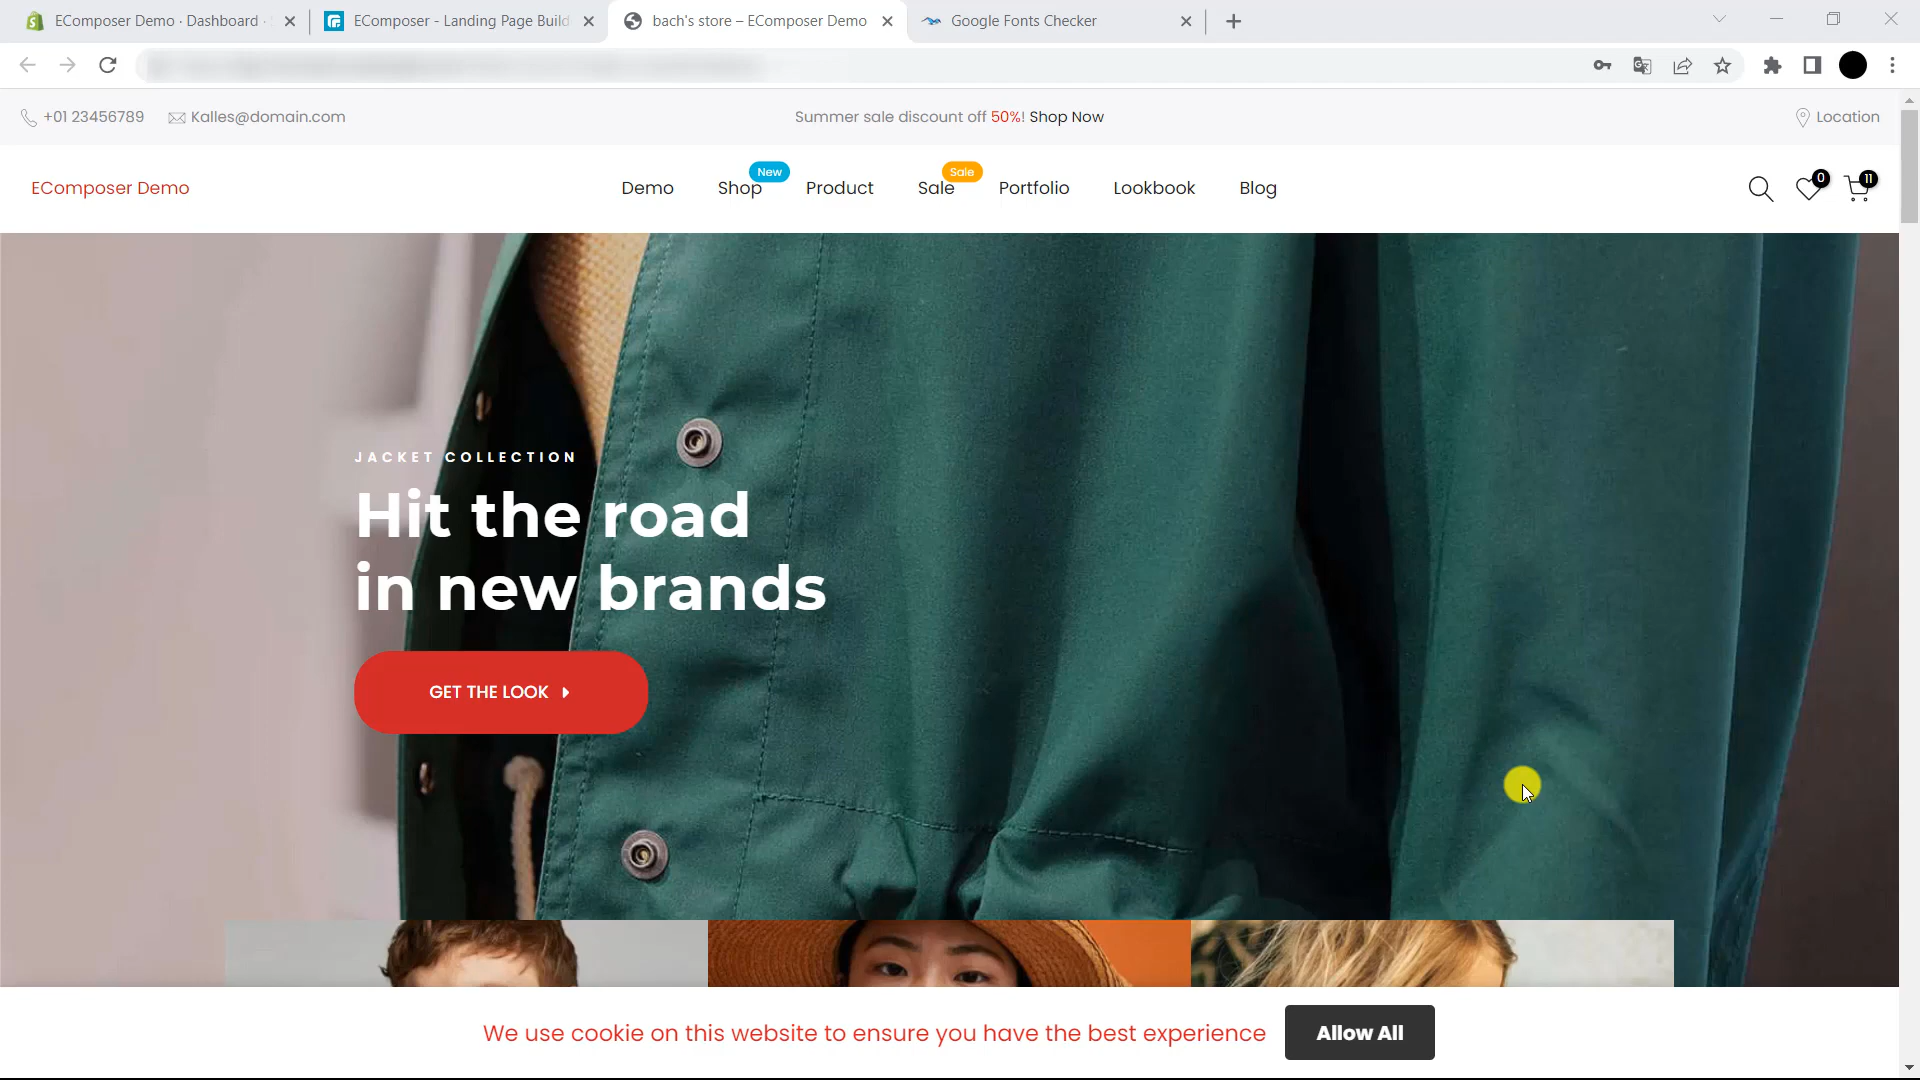 EComposer Demo · Dashboard ·
EComposer - Landing Page Build
bach's store – EComposer Demo
Google Fonts Checker
+01 23456789
Kalles@domain.com
Summer sale discount off 50%! Shop Now
Location
EComposer Demo
Demo
Shop
New
Product
Sale
Sale
Portfolio
Lookbook
Blog
0
11
JACKET COLLECTION
Hit the road
in new brands
GET THE LOOK
We use cookie on this website to ensure you have the best experience
Allow All